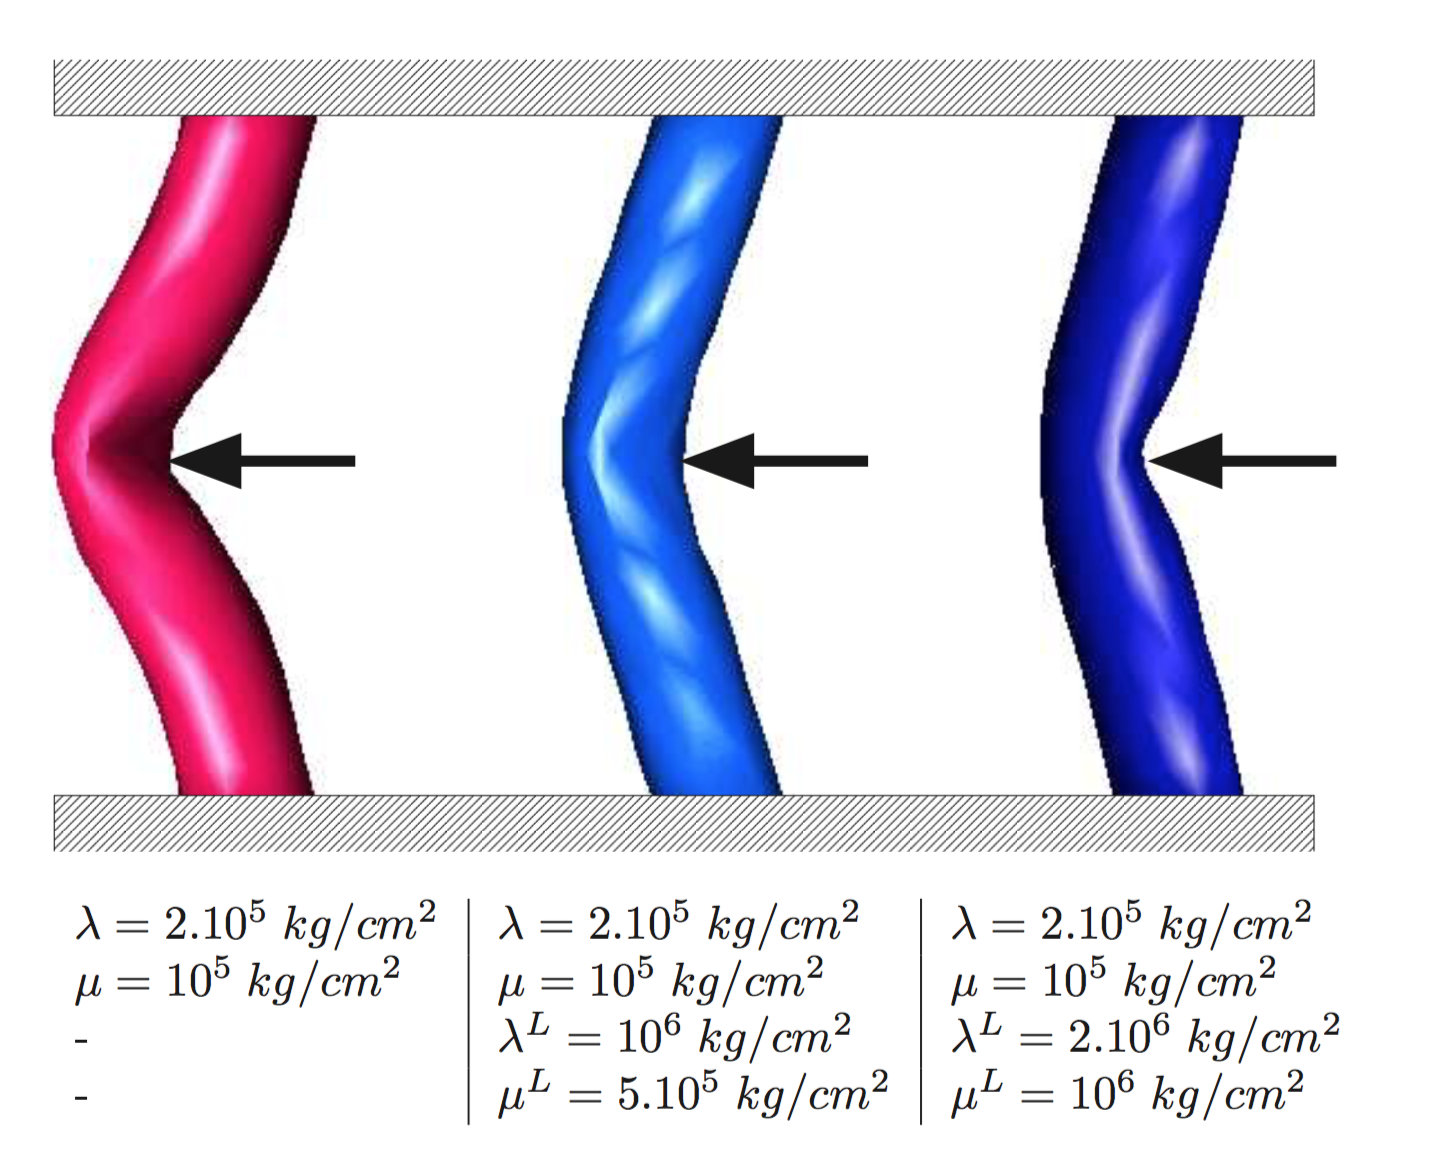 λ = 2.10⁵ kg/cm²
μ = 10⁵ kg/cm²
-
-
λ = 2.10⁵ kg/cm²
μ = 10⁵ kg/cm²
λᴸ = 10⁶ kg/cm²
μᴸ = 5.10⁵ kg/cm²
λ = 2.10⁵ kg/cm²
μ = 10⁵ kg/cm²
λᴸ = 2.10⁶ kg/cm²
μᴸ = 10⁶ kg/cm²